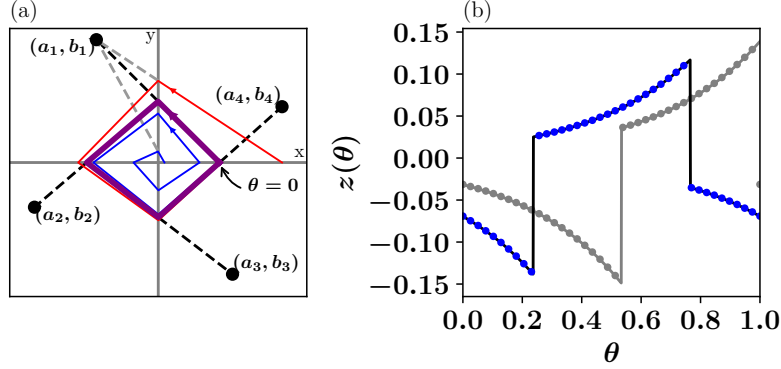 (a)
y
x
(a₁, b₁)
(a₄, b₄)
(a₂, b₂)
(a₃, b₃)
θ = 0
(b)
z(θ)
0.15
0.10
0.05
0.00
−0.05
−0.10
−0.15
0.0 0.2 0.4 0.6 0.8 1.0
θ